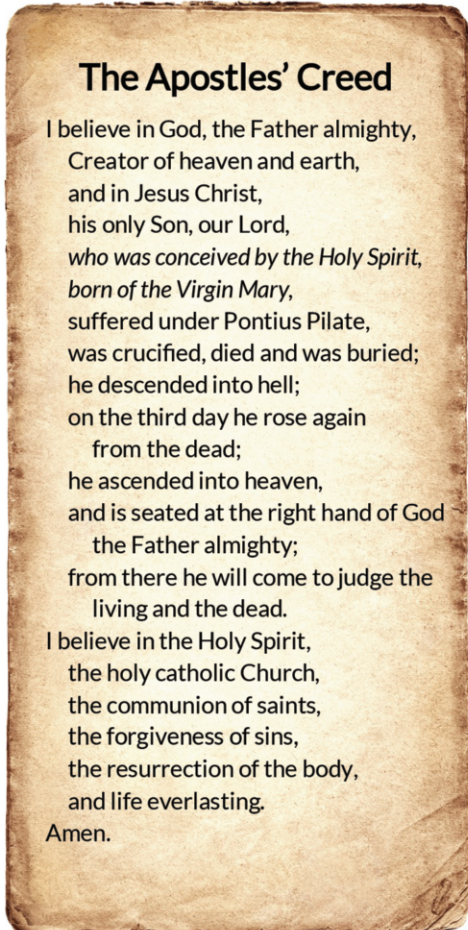 The Apostles’ Creed
I believe in God, the Father almighty,
Creator of heaven and earth,
and in Jesus Christ,
his only Son, our Lord,
who was conceived by the Holy Spirit,
born of the Virgin Mary,
suffered under Pontius Pilate,
was crucified, died and was buried;
he descended into hell;
on the third day he rose again
from the dead;
he ascended into heaven,
and is seated at the right hand of God
the Father almighty;
from there he will come to judge the
living and the dead.
I believe in the Holy Spirit,
the holy catholic Church,
the communion of saints,
the forgiveness of sins,
the resurrection of the body,
and life everlasting.
Amen.